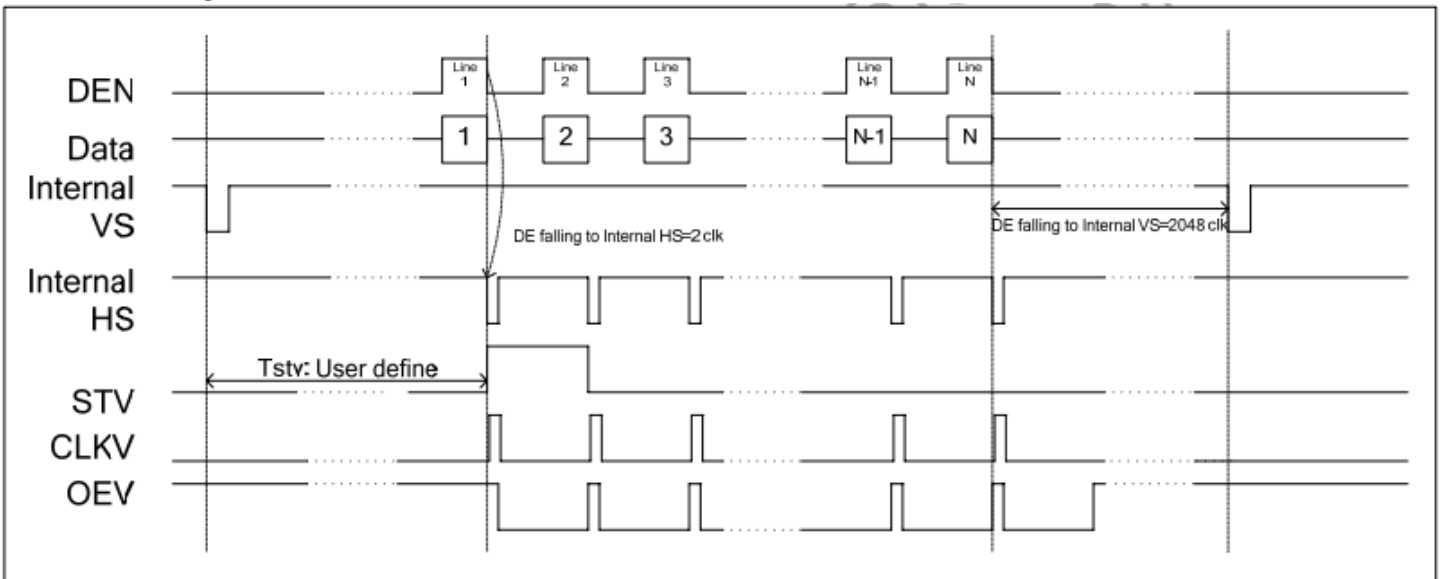 DEN
Line
1
Line
2
Line
3
Line
N-1
Line
N
Data
1
2
3
N-1
N
Internal
VS
DE falling to Internal HS=2 clk
DE falling to Internal VS=2048 clk
Internal
HS
Tstv: User define
STV
CLKV
OEV